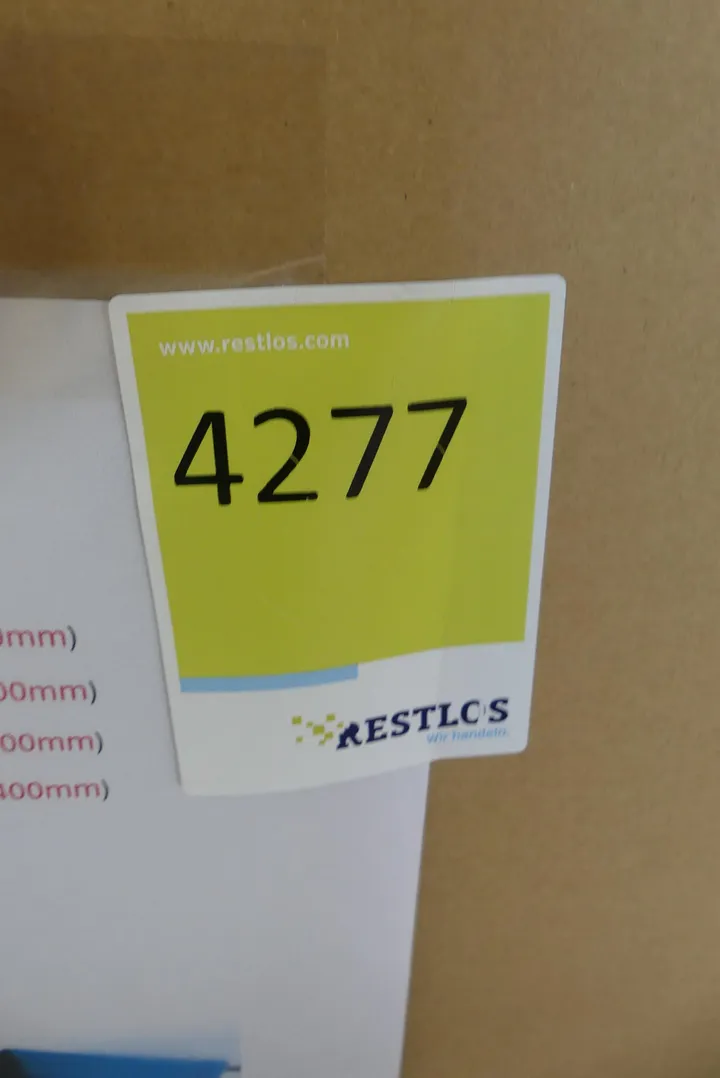 www.restlos.com
4277
mm)
00mm)
00mm)
400mm)
RESTLOS
Wir handeln.